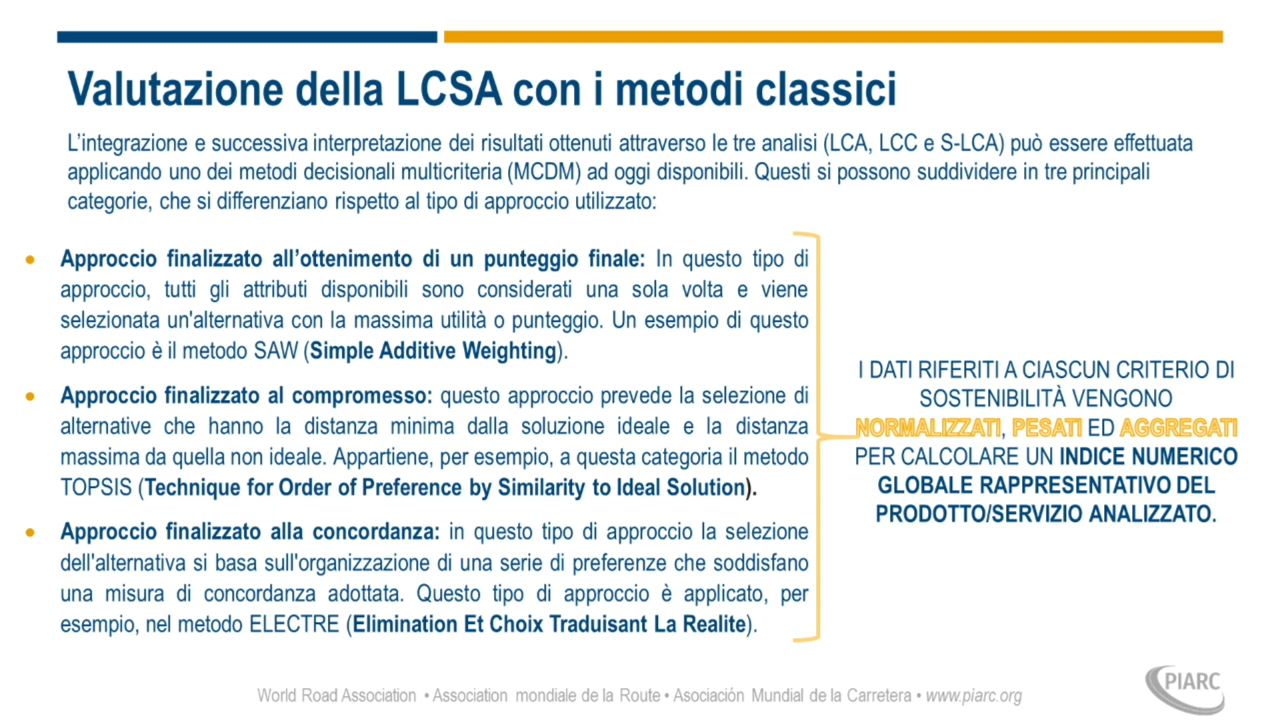 Valutazione della LCSA con i metodi classici
L'integrazione e successiva interpretazione dei risultati ottenuti attraverso le tre analisi (LCA, LCC e S-LCA) può essere effettuata
applicando uno dei metodi decisionali multicriteria (MCDM) ad oggi disponibili. Questi si possono suddividere in tre principali
categorie, che si differenziano rispetto al tipo di approccio utilizzato:
• Approccio finalizzato all'ottenimento di un punteggio finale: In questo tipo di
approccio, tutti gli attributi disponibili sono considerati una sola volta e viene
selezionata un'alternativa con la massima utilità o punteggio. Un esempio di questo
approccio è il metodo SAW (Simple Additive Weighting).
• Approccio finalizzato al compromesso: questo approccio prevede la selezione di
alternative che hanno la distanza minima dalla soluzione ideale e la distanza
massima da quella non ideale. Appartiene, per esempio, a questa categoria il metodo
TOPSIS (Technique for Order of Preference by Similarity to Ideal Solution).
• Approccio finalizzato alla concordanza: in questo tipo di approccio la selezione
dell'alternativa si basa sull'organizzazione di una serie di preferenze che soddisfano
una misura di concordanza adottata. Questo tipo di approccio è applicato, per
esempio, nel metodo ELECTRE (Elimination Et Choix Traduisant La Realite).
I DATI RIFERITI A CIASCUN CRITERIO DI
SOSTENIBILITÀ VENGONO
NORMALIZZATI, PESATI ED AGGREGATI
PER CALCOLARE UN INDICE NUMERICO
GLOBALE RAPPRESENTATIVO DEL
PRODOTTO/SERVIZIO ANALIZZATO.
World Road Association • Association mondiale de la Route • Asociación Mundial de la Carretera • www.piarc.org
PIARC